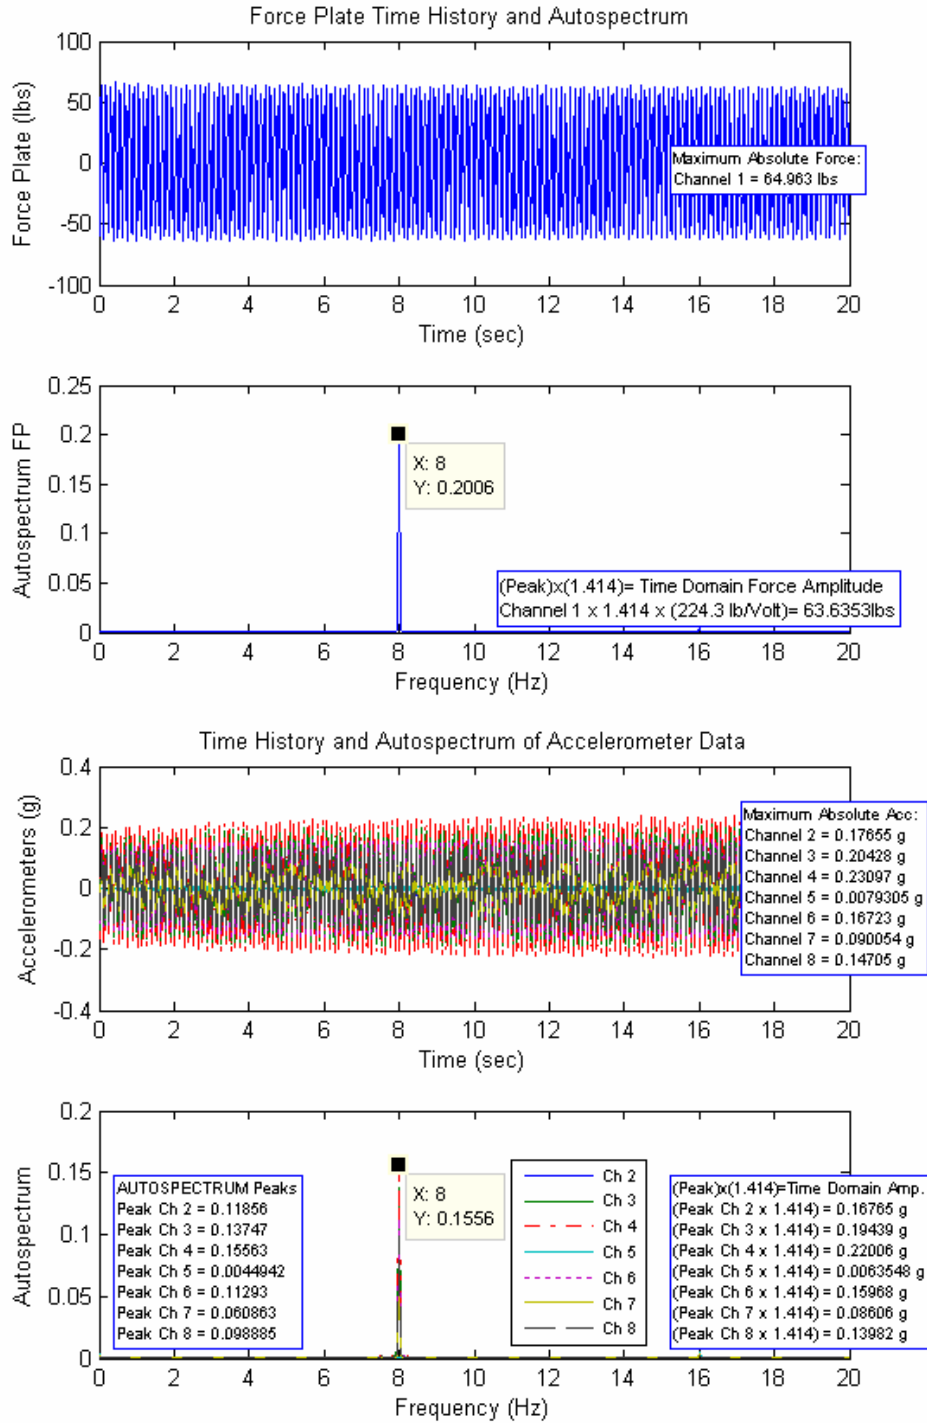 Force Plate Time History and Autospectrum
100
50
0
-50
-100
Force Plate (lbs)
Maximum Absolute Force:
Channel 1 = 64.963 lbs
0 2 4 6 8 10 12 14 16 18 20
Time (sec)
0.25
0.2
0.15
0.1
0.05
0
Autospectrum FP
X: 8
Y: 0.2006
(Peak)x(1.414)= Time Domain Force Amplitude
Channel 1 x 1.414 x (224.3 lb/Volt)= 63.6353lbs
0 2 4 6 8 10 12 14 16 18 20
Frequency (Hz)
Time History and Autospectrum of Accelerometer Data
0.4
0.2
0
-0.2
-0.4
Accelerometers (g)
Maximum Absolute Acc:
Channel 2 = 0.17655 g
Channel 3 = 0.20428 g
Channel 4 = 0.23097 g
Channel 5 = 0.0079305 g
Channel 6 = 0.16723 g
Channel 7 = 0.090054 g
Channel 8 = 0.14705 g
0 2 4 6 8 10 12 14 16 18 20
Time (sec)
0.2
0.15
0.1
0.05
0
Autospectrum
AUTOSPECTRUM Peaks
Peak Ch 2 = 0.11856
Peak Ch 3 = 0.13747
Peak Ch 4 = 0.15563
Peak Ch 5 = 0.0044942
Peak Ch 6 = 0.11293
Peak Ch 7 = 0.060863
Peak Ch 8 = 0.098885
X: 8
Y: 0.1556
Ch 2
Ch 3
Ch 4
Ch 5
Ch 6
Ch 7
Ch 8
(Peak)x(1.414)=Time Domain Amp.
(Peak Ch 2 x 1.414) = 0.16765 g
(Peak Ch 3 x 1.414) = 0.19439 g
(Peak Ch 4 x 1.414) = 0.22006 g
(Peak Ch 5 x 1.414) = 0.0063548 g
(Peak Ch 6 x 1.414) = 0.15968 g
(Peak Ch 7 x 1.414) = 0.08606 g
(Peak Ch 8 x 1.414) = 0.13982 g
0 2 4 6 8 10 12 14 16 18 20
Frequency (Hz)